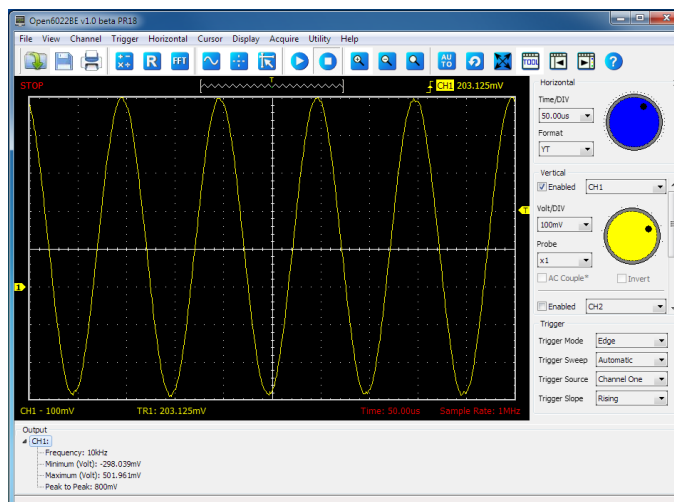 Open6022BE v1.0 beta PR18
File View Channel Trigger Horizontal Cursor Display Acquire Utility Help
R FFT AUTO TOOL ?
STOP
T
CH1 203.125mV
T
1
CH1 - 100mV TR1: 203.125mV Time: 50.00us Sample Rate: 1MHz
Horizontal
Time/DIV
50.00us
Format
YT
Vertical
Enabled CH1
Volt/DIV
100mV
Probe
x1
AC Couple* Invert
Enabled CH2
Trigger
Trigger Mode Edge
Trigger Sweep Automatic
Trigger Source Channel One
Trigger Slope Rising
Output
CH1:
Frequency: 10kHz
Minimum (Volt): -298.039mV
Maximum (Volt): 501.961mV
Peak to Peak: 800mV